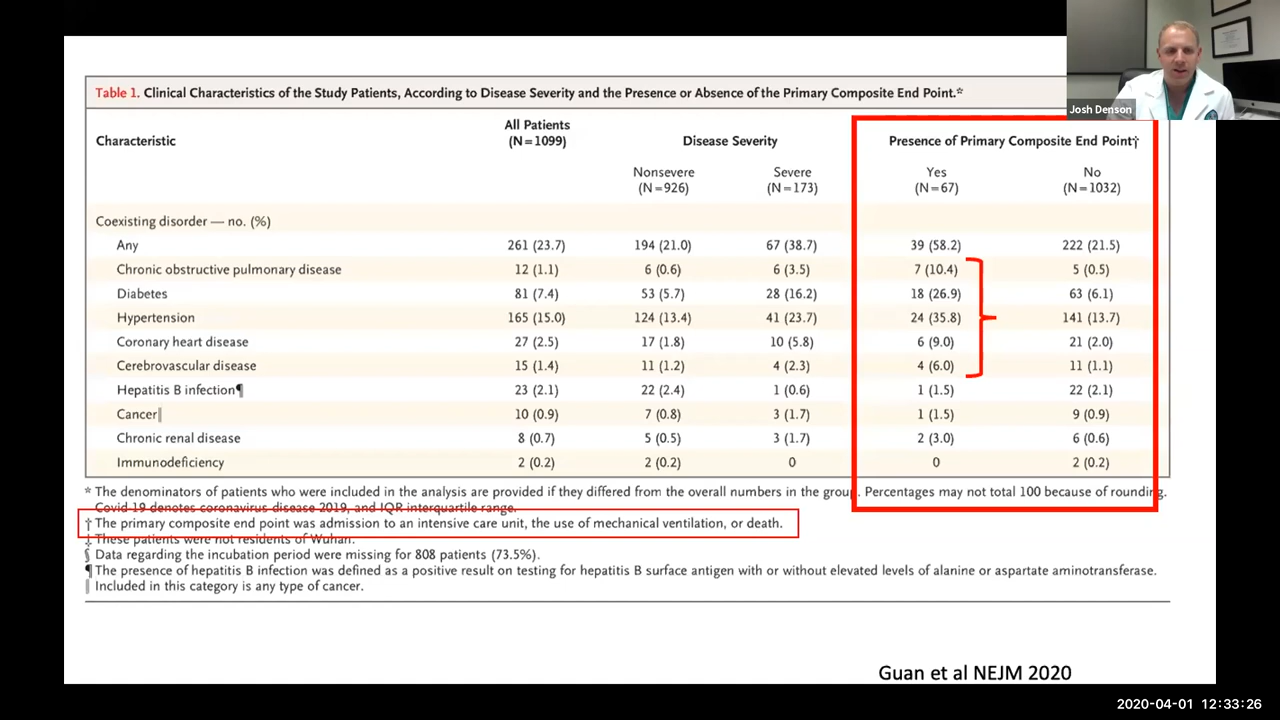 Josh Denson
Table 1. Clinical Characteristics of the Study Patients, According to Disease Severity and the Presence or Absence of the Primary Composite End Point.*
Characteristic
All Patients
(N=1099)
Disease Severity
Presence of Primary Composite End Point†
Nonsevere
(N=926)
Severe
(N=173)
Yes
(N=67)
No
(N=1032)
Coexisting disorder — no. (%)
Any 261 (23.7) 194 (21.0) 67 (38.7) 39 (58.2) 222 (21.5)
Chronic obstructive pulmonary disease 12 (1.1) 6 (0.6) 6 (3.5) 7 (10.4) 5 (0.5)
Diabetes 81 (7.4) 53 (5.7) 28 (16.2) 18 (26.9) 63 (6.1)
Hypertension 165 (15.0) 124 (13.4) 41 (23.7) 24 (35.8) 141 (13.7)
Coronary heart disease 27 (2.5) 17 (1.8) 10 (5.8) 6 (9.0) 21 (2.0)
Cerebrovascular disease 15 (1.4) 11 (1.2) 4 (2.3) 4 (6.0) 11 (1.1)
Hepatitis B infection¶ 23 (2.1) 22 (2.4) 1 (0.6) 1 (1.5) 22 (2.1)
Cancer‖ 10 (0.9) 7 (0.8) 3 (1.7) 1 (1.5) 9 (0.9)
Chronic renal disease 8 (0.7) 5 (0.5) 3 (1.7) 2 (3.0) 6 (0.6)
Immunodeficiency 2 (0.2) 2 (0.2) 0 0 2 (0.2)
* The denominators of patients who were included in the analysis are provided if they differed from the overall numbers in the group. Percentages may not total 100 because of rounding.
Covid-19 denotes coronavirus disease 2019, and IQR interquartile range.
† The primary composite end point was admission to an intensive care unit, the use of mechanical ventilation, or death.
‡ These patients were not residents of Wuhan.
§ Data regarding the incubation period were missing for 808 patients (73.5%).
¶ The presence of hepatitis B infection was defined as a positive result on testing for hepatitis B surface antigen with or without elevated levels of alanine or aspartate aminotransferase.
‖ Included in this category is any type of cancer.
Guan et al NEJM 2020
2020-04-01 12:33:26